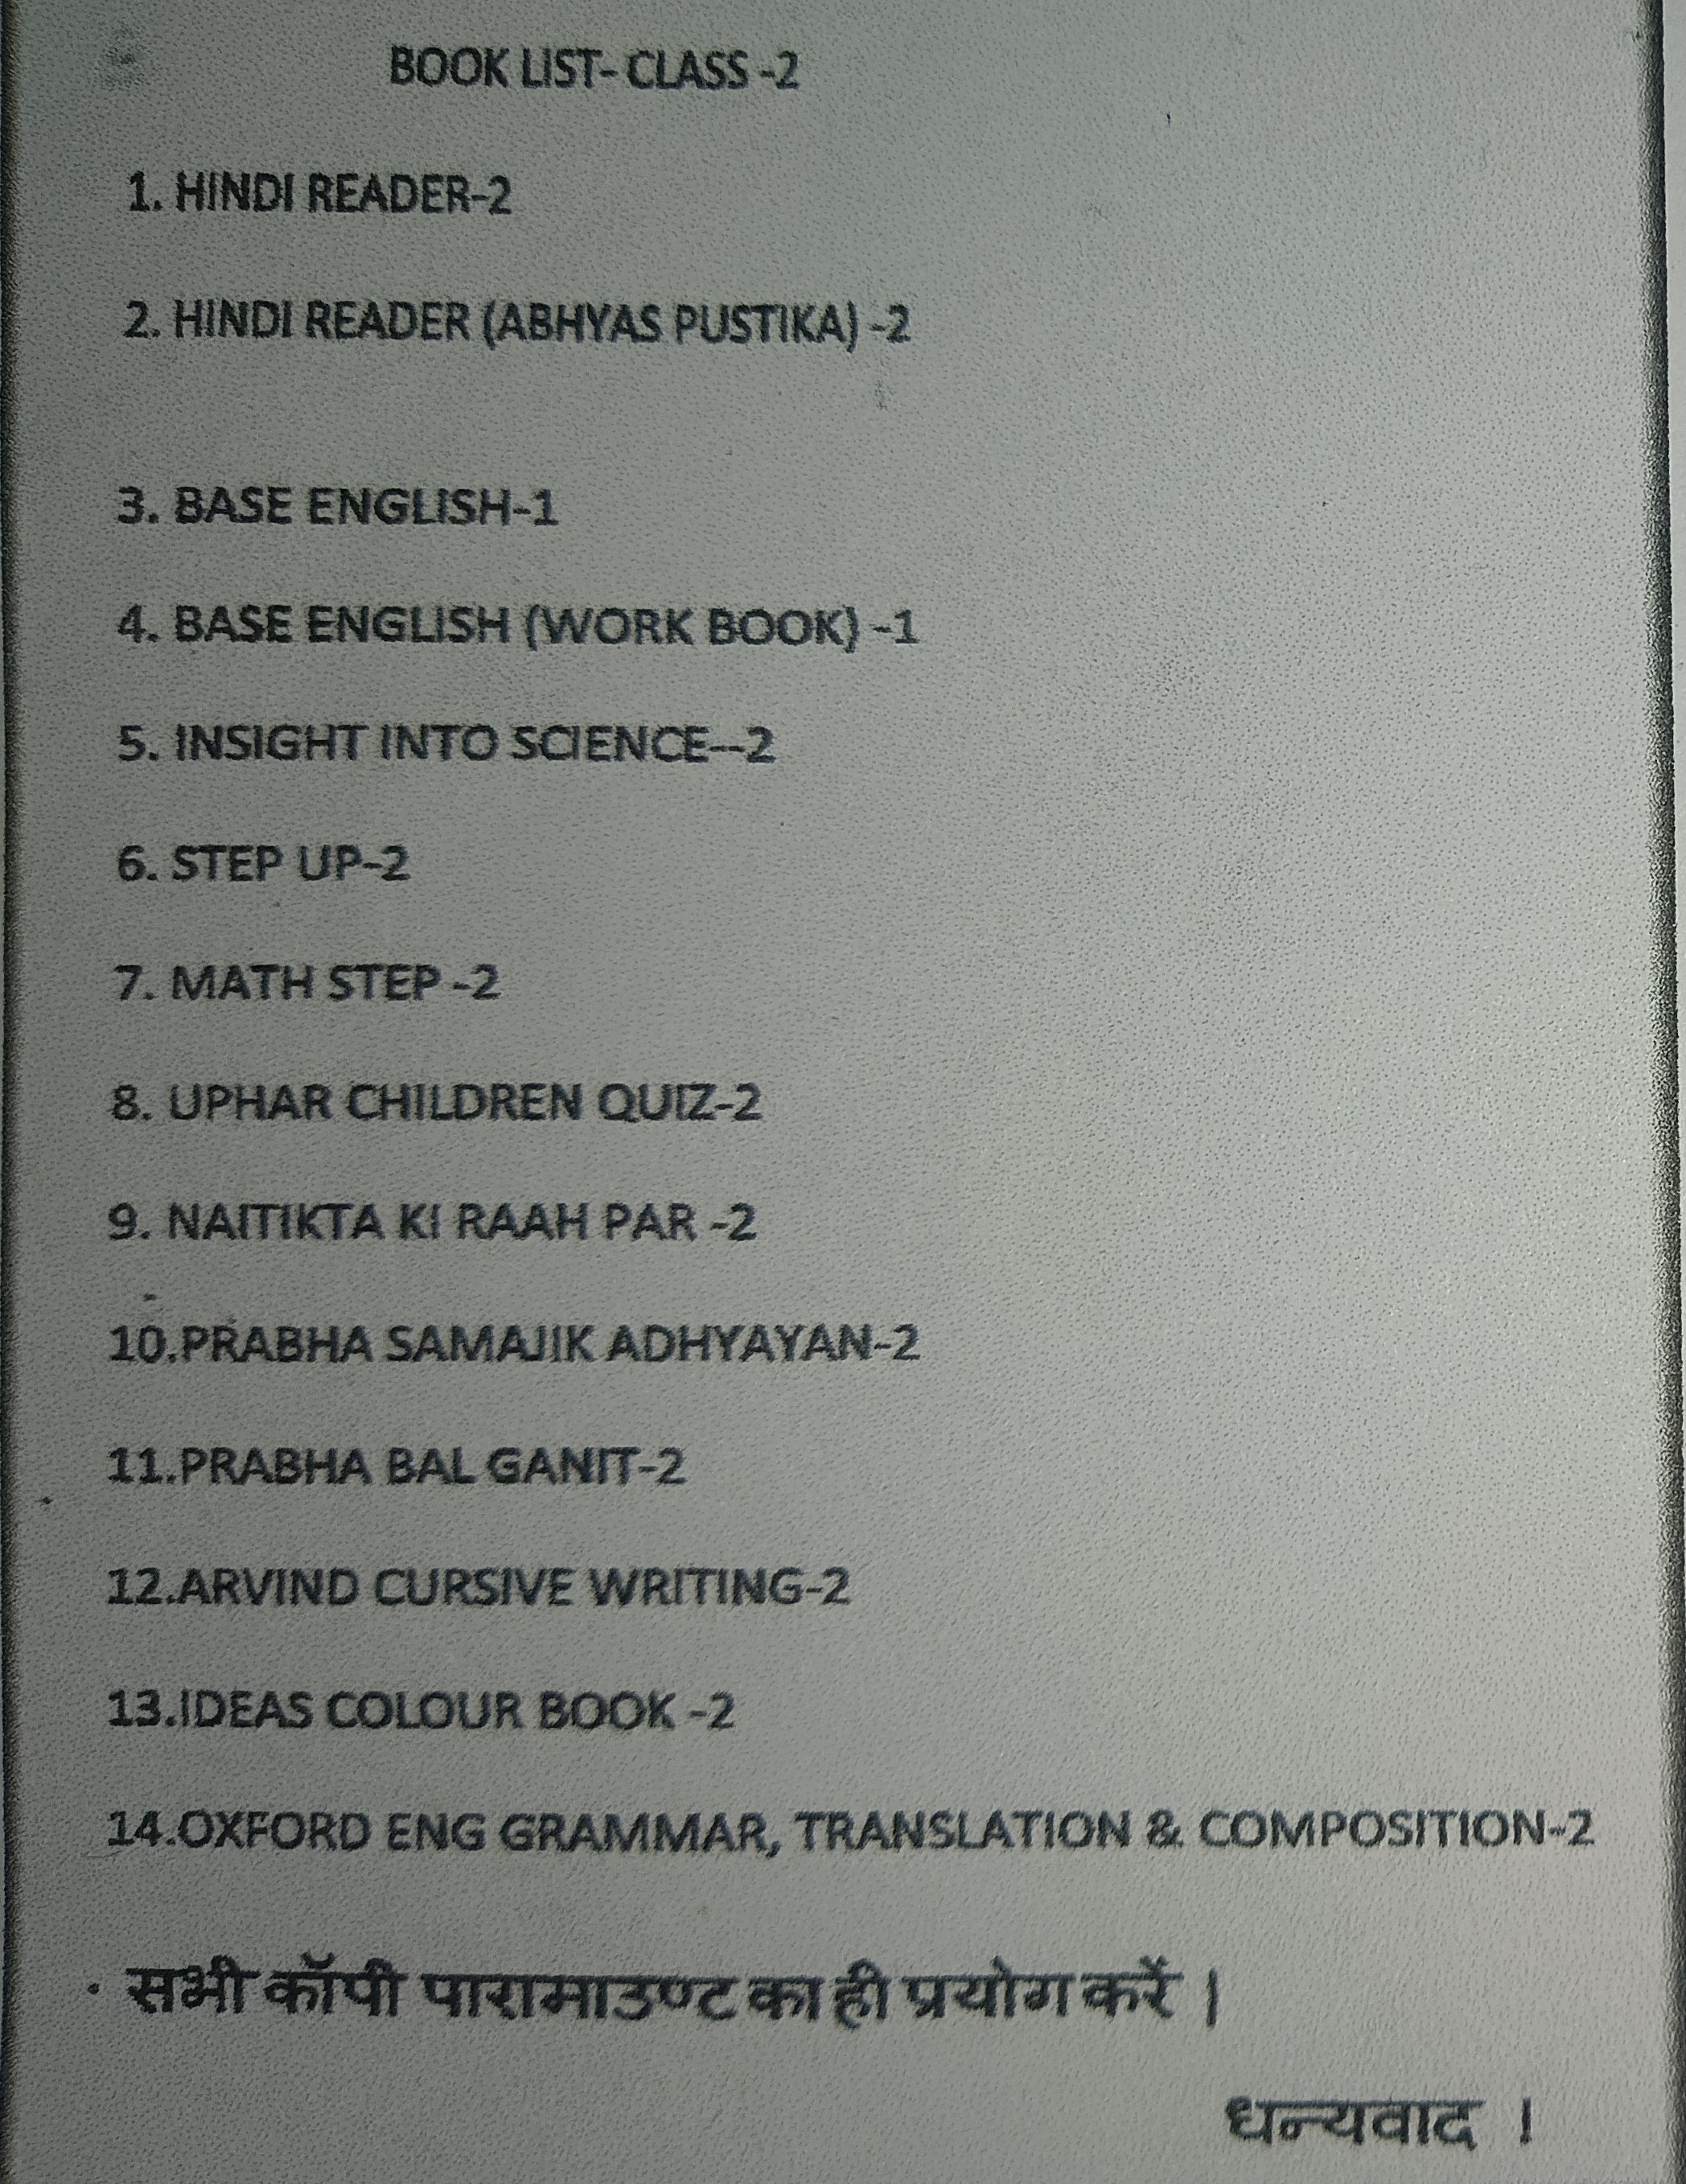 BOOK LIST- CLASS -2
1. HINDI READER-2
2. HINDI READER (ABHYAS PUSTIKA) -2
3. BASE ENGLISH-1
4. BASE ENGLISH (WORK BOOK) -1
5. INSIGHT INTO SCIENCE--2
6. STEP UP-2
7. MATH STEP -2
8. UPHAR CHILDREN QUIZ-2
9. NAITIKTA KI RAAH PAR -2
10.PRABHA SAMAJIK ADHYAYAN-2
11.PRABHA BAL GANIT-2
12.ARVIND CURSIVE WRITING-2
13.IDEAS COLOUR BOOK -2
14.OXFORD ENG GRAMMAR, TRANSLATION & COMPOSITION-2
· सभी कॉपी पारामाउण्ट का ही प्रयोग करें |
धन्यवाद !